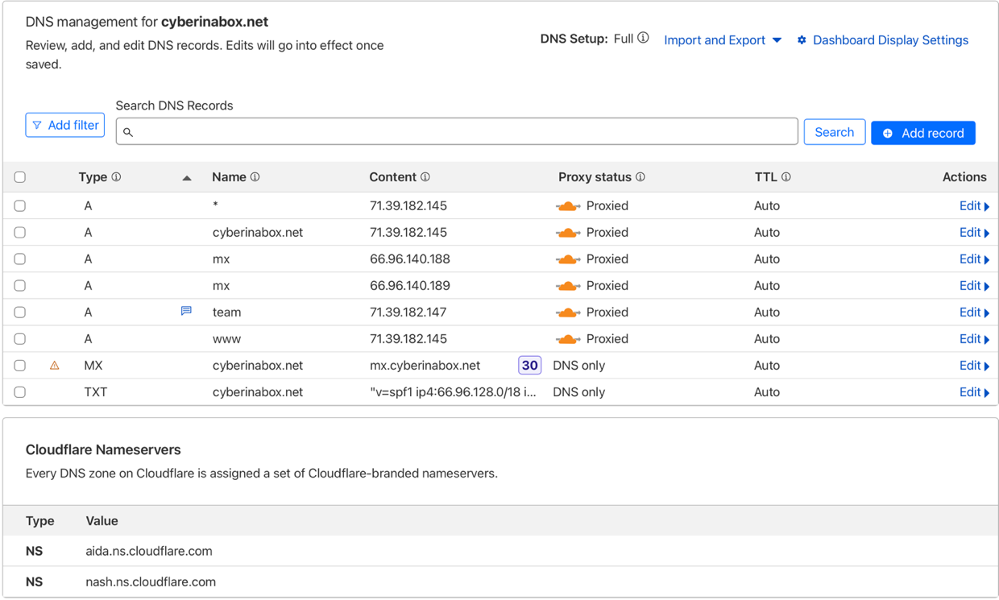 DNS management for cyberinabox.net
Review, add, and edit DNS records. Edits will go into effect once
saved.
DNS Setup: Full Import and Export Dashboard Display Settings
Search DNS Records
Add filter Search Add record
Type Name Content Proxy status TTL Actions
A * 71.39.182.145 Proxied Auto Edit
A cyberinabox.net 71.39.182.145 Proxied Auto Edit
A mx 66.96.140.188 Proxied Auto Edit
A mx 66.96.140.189 Proxied Auto Edit
A team 71.39.182.147 Proxied Auto Edit
A www 71.39.182.145 Proxied Auto Edit
MX cyberinabox.net mx.cyberinabox.net 30 DNS only Auto Edit
TXT cyberinabox.net "v=spf1 ip4:66.96.128.0/18 i... DNS only Auto Edit
Cloudflare Nameservers
Every DNS zone on Cloudflare is assigned a set of Cloudflare-branded nameservers.
Type Value
NS aida.ns.cloudflare.com
NS nash.ns.cloudflare.com